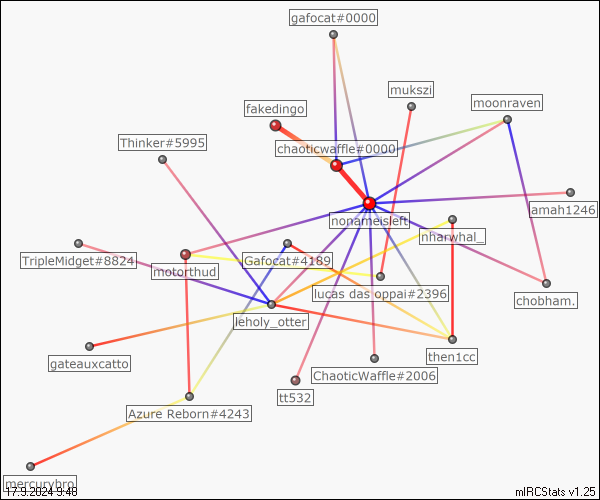 gafocat#0000
mukszi
moonraven
fakedingo
chaoticwaffle#0000
Thinker#5995
amah1246
nonameisleft
nharwhal_
TripleMidget#8824
Gafocat#4189
motorthud
lucas das oppai#2396
chobham.
leholy_otter
then1cc
gateauxcatto
ChaoticWaffle#2006
tt532
Azure Reborn#4243
mercurybro
17.9.2024 9:48
mIRCStats v1.25